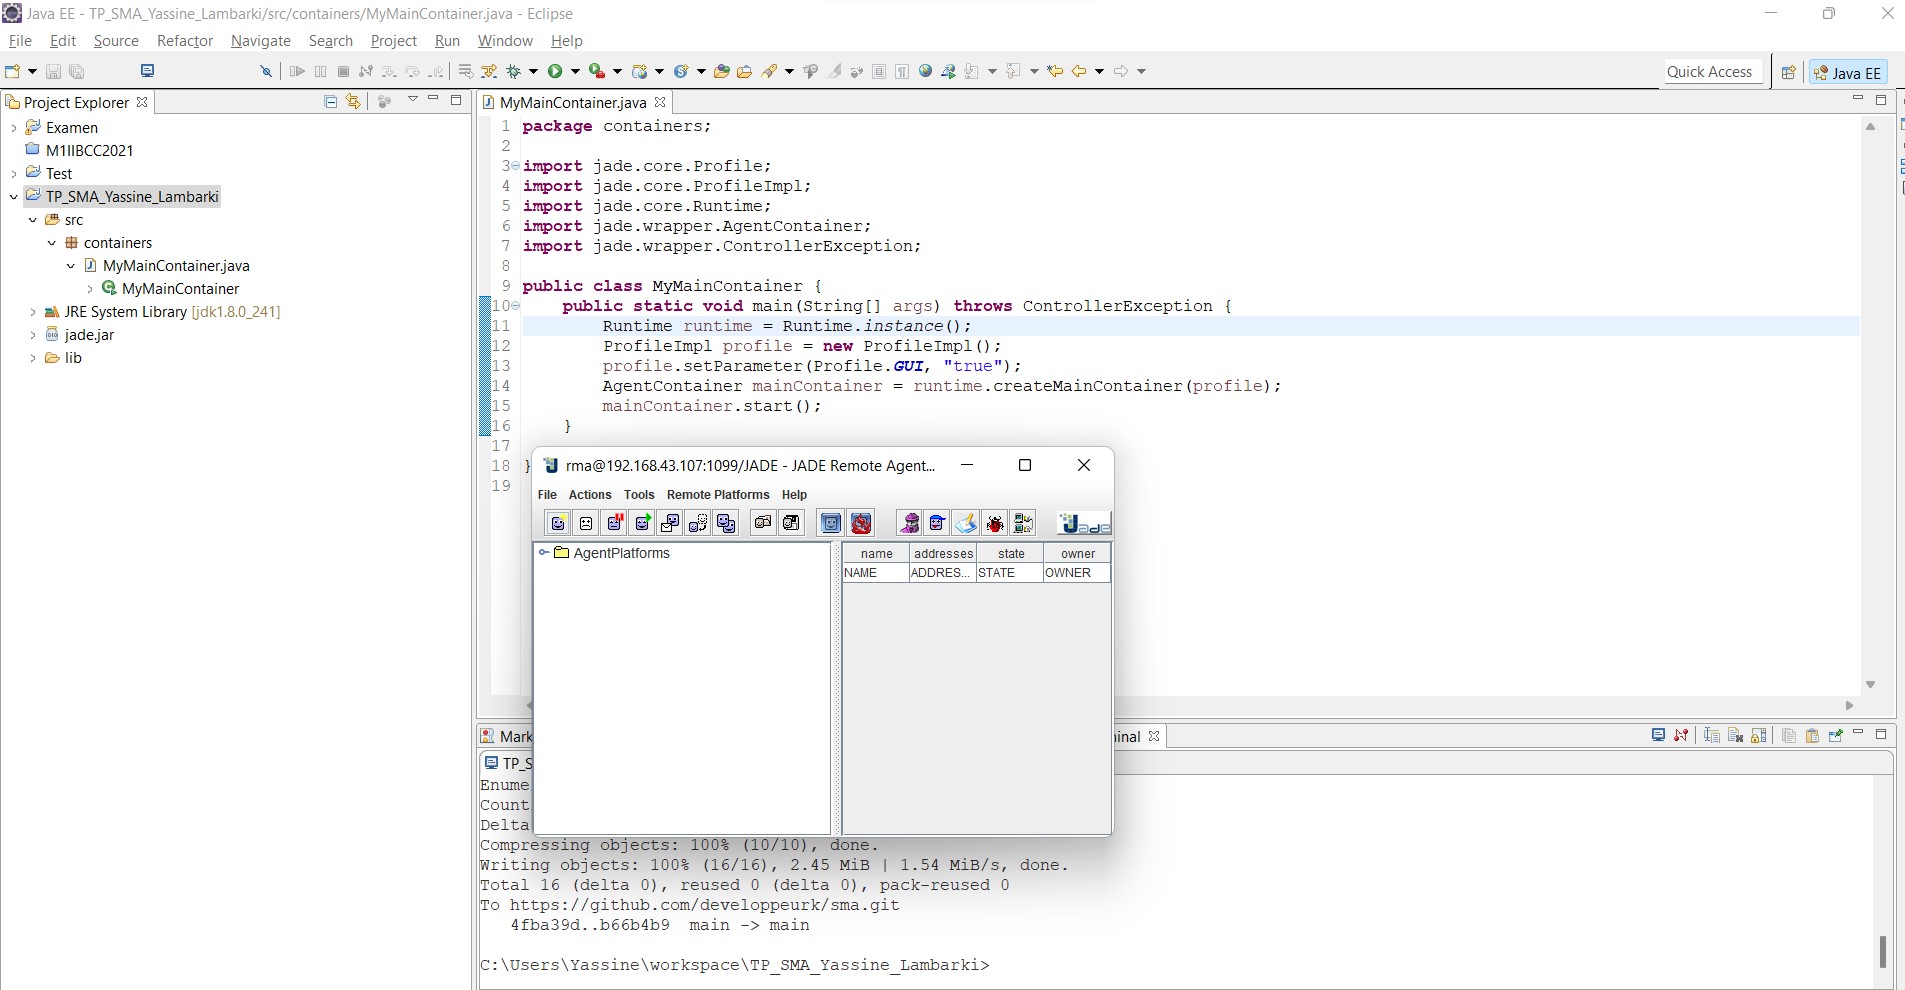 Java EE - TP_SMA_Yassine_Lambarki/src/containers/MyMainContainer.java - Eclipse
File Edit Source Refactor Navigate Search Project Run Window Help
Quick Access
Java EE
Project Explorer
Examen
M1IIBCC2021
Test
TP_SMA_Yassine_Lambarki
src
containers
MyMainContainer.java
MyMainContainer
JRE System Library [jdk1.8.0_241]
jade.jar
lib
MyMainContainer.java
1 package containers;
2
3 import jade.core.Profile;
4 import jade.core.ProfileImpl;
5 import jade.core.Runtime;
6 import jade.wrapper.AgentContainer;
7 import jade.wrapper.ControllerException;
8
9 public class MyMainContainer {
10 public static void main(String[] args) throws ControllerException {
11 Runtime runtime = Runtime.instance();
12 ProfileImpl profile = new ProfileImpl();
13 profile.setParameter(Profile.GUI, "true");
14 AgentContainer mainContainer = runtime.createMainContainer(profile);
15 mainContainer.start();
16 }
17
18 }
19
rma@192.168.43.107:1099/JADE - JADE Remote Agent...
File Actions Tools Remote Platforms Help
Jade
AgentPlatforms
name addresses state owner
NAME ADDRES... STATE OWNER
Mark
inal
TP_S
Enume
Count
Delta
Compressing objects: 100% (10/10), done.
Writing objects: 100% (16/16), 2.45 MiB | 1.54 MiB/s, done.
Total 16 (delta 0), reused 0 (delta 0), pack-reused 0
To https://github.com/developpeurk/sma.git
4fba39d..b66b4b9 main -> main
C:\Users\Yassine\workspace\TP_SMA_Yassine_Lambarki>